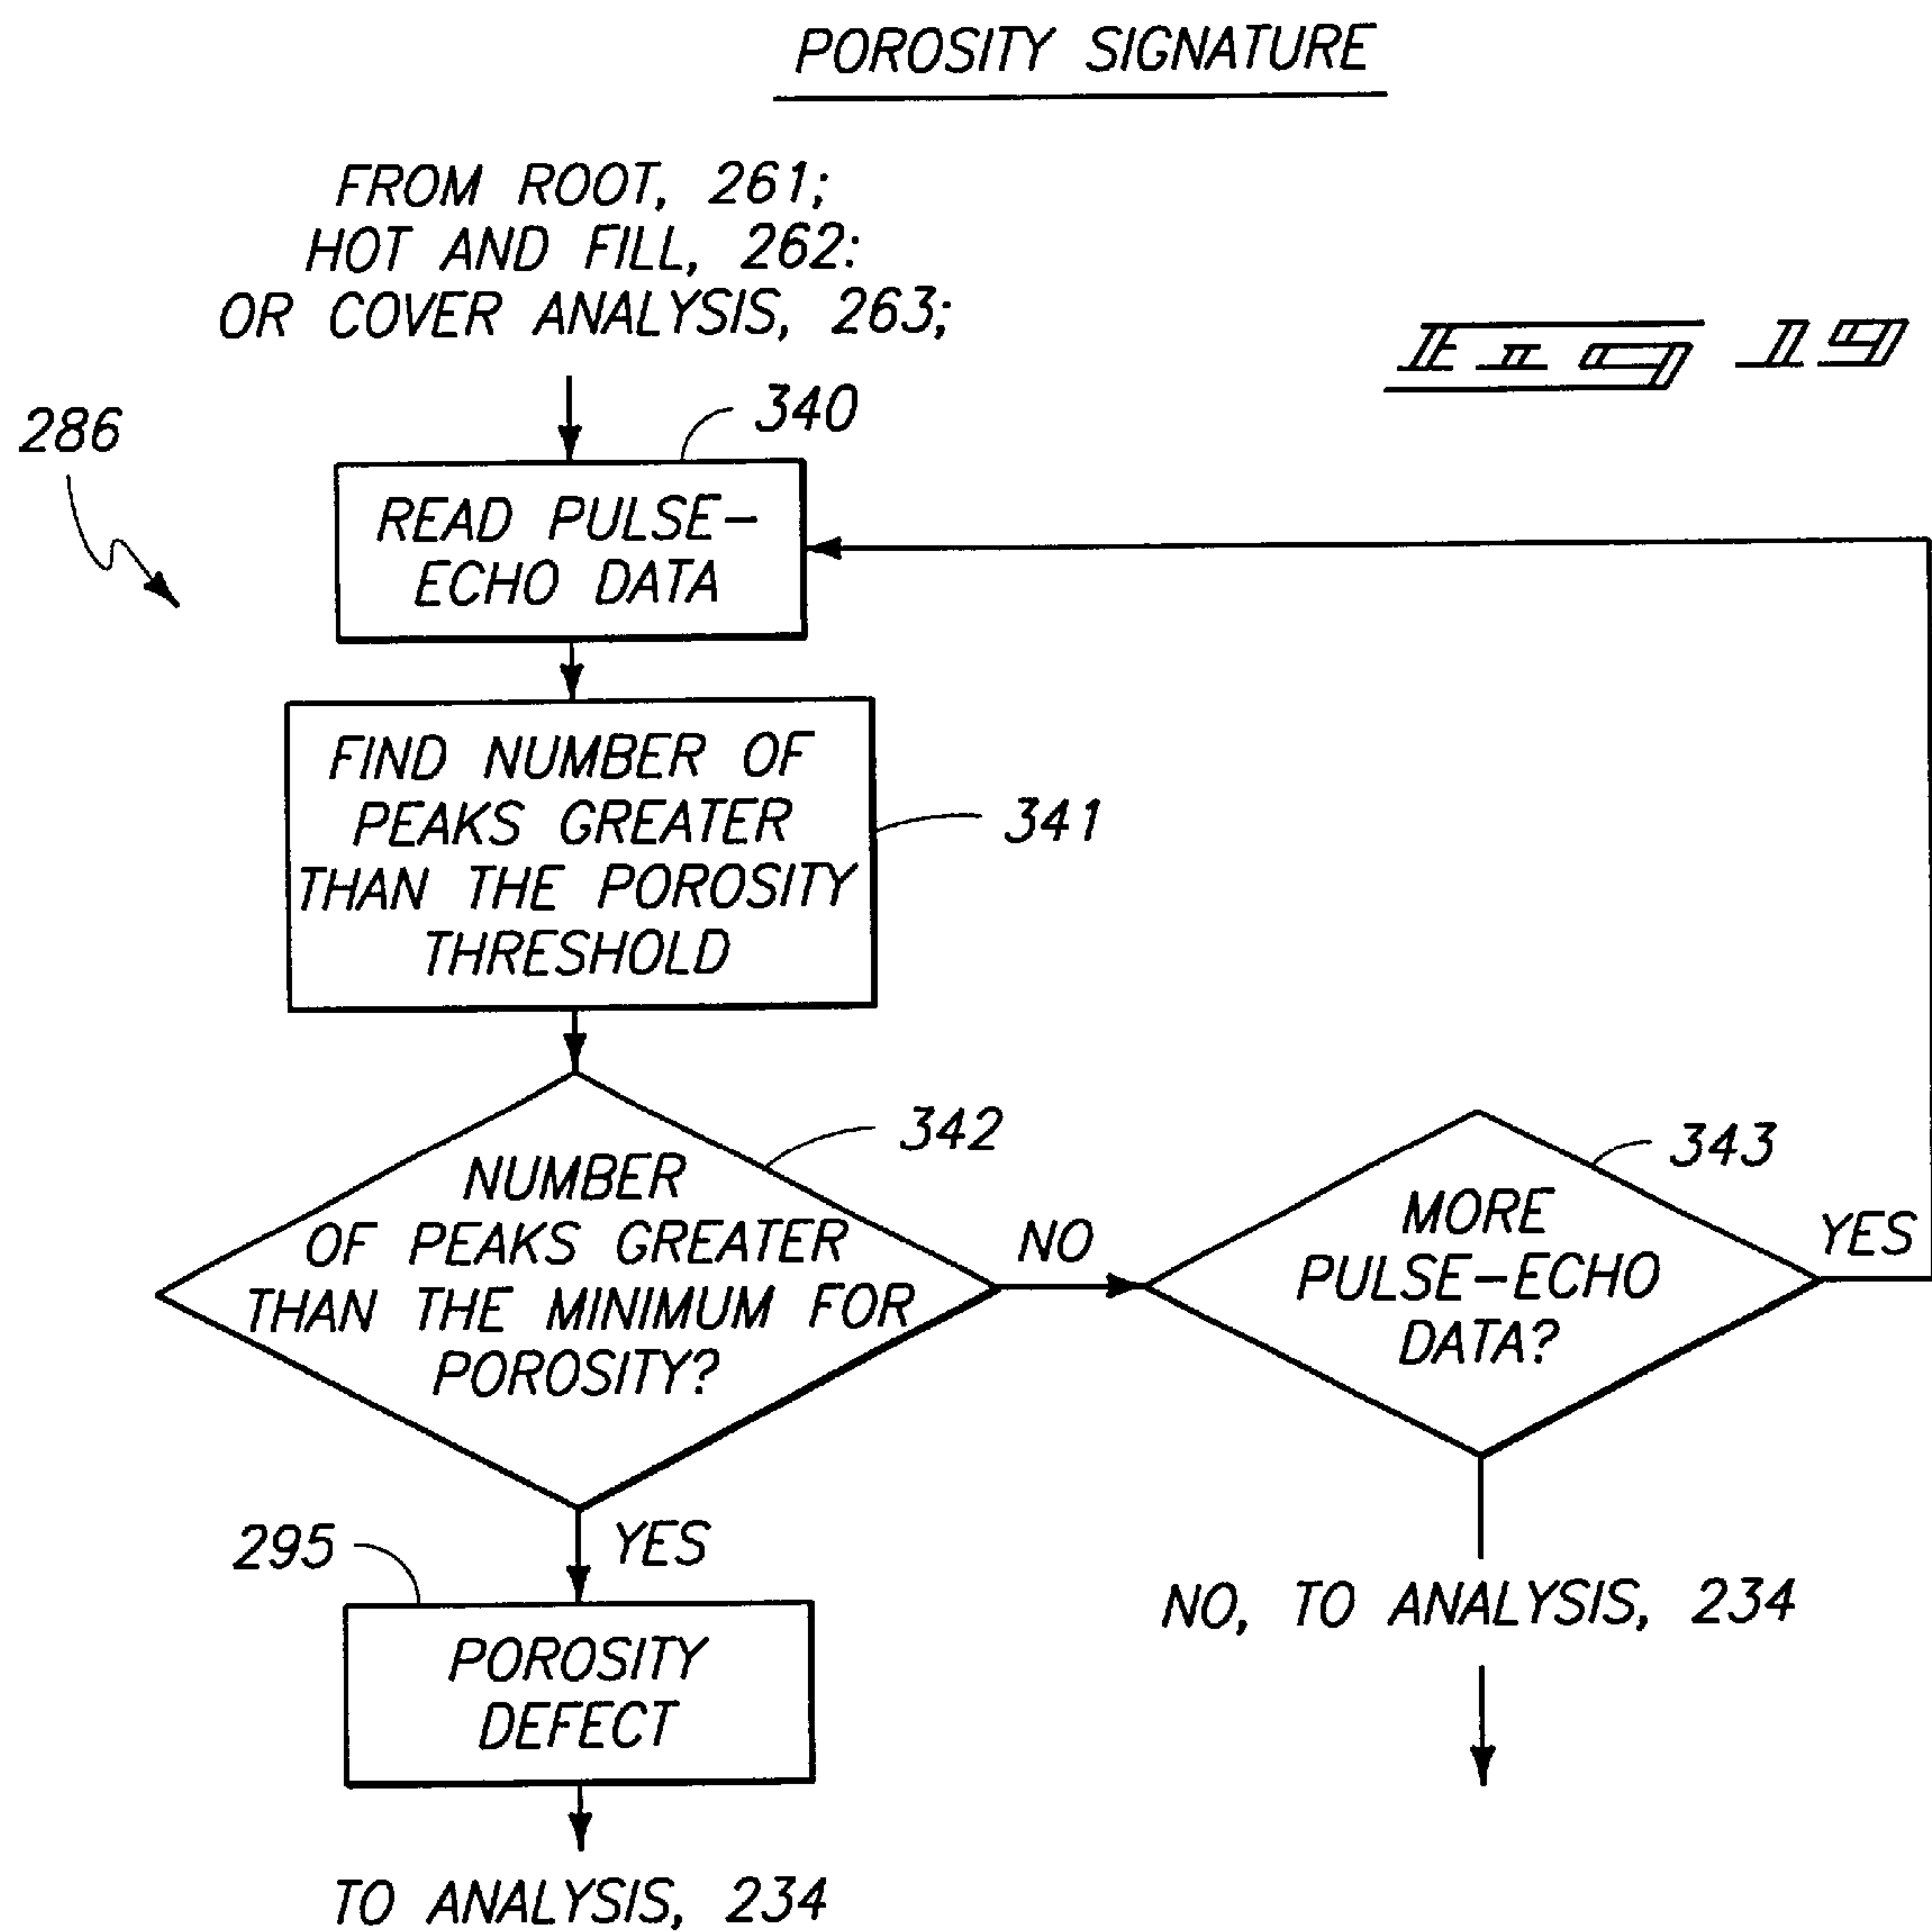 POROSITY SIGNATURE
FROM ROOT, 261;
HOT AND FILL, 262:
OR COVER ANALYSIS, 263;
FIG 19
286
340
READ PULSE-
ECHO DATA
FIND NUMBER OF
PEAKS GREATER
THAN THE POROSITY
THRESHOLD
341
342
NUMBER
OF PEAKS GREATER
THAN THE MINIMUM FOR
POROSITY?
NO
343
MORE
PULSE-ECHO
DATA?
YES
295
YES
POROSITY
DEFECT
NO, TO ANALYSIS, 234
TO ANALYSIS, 234